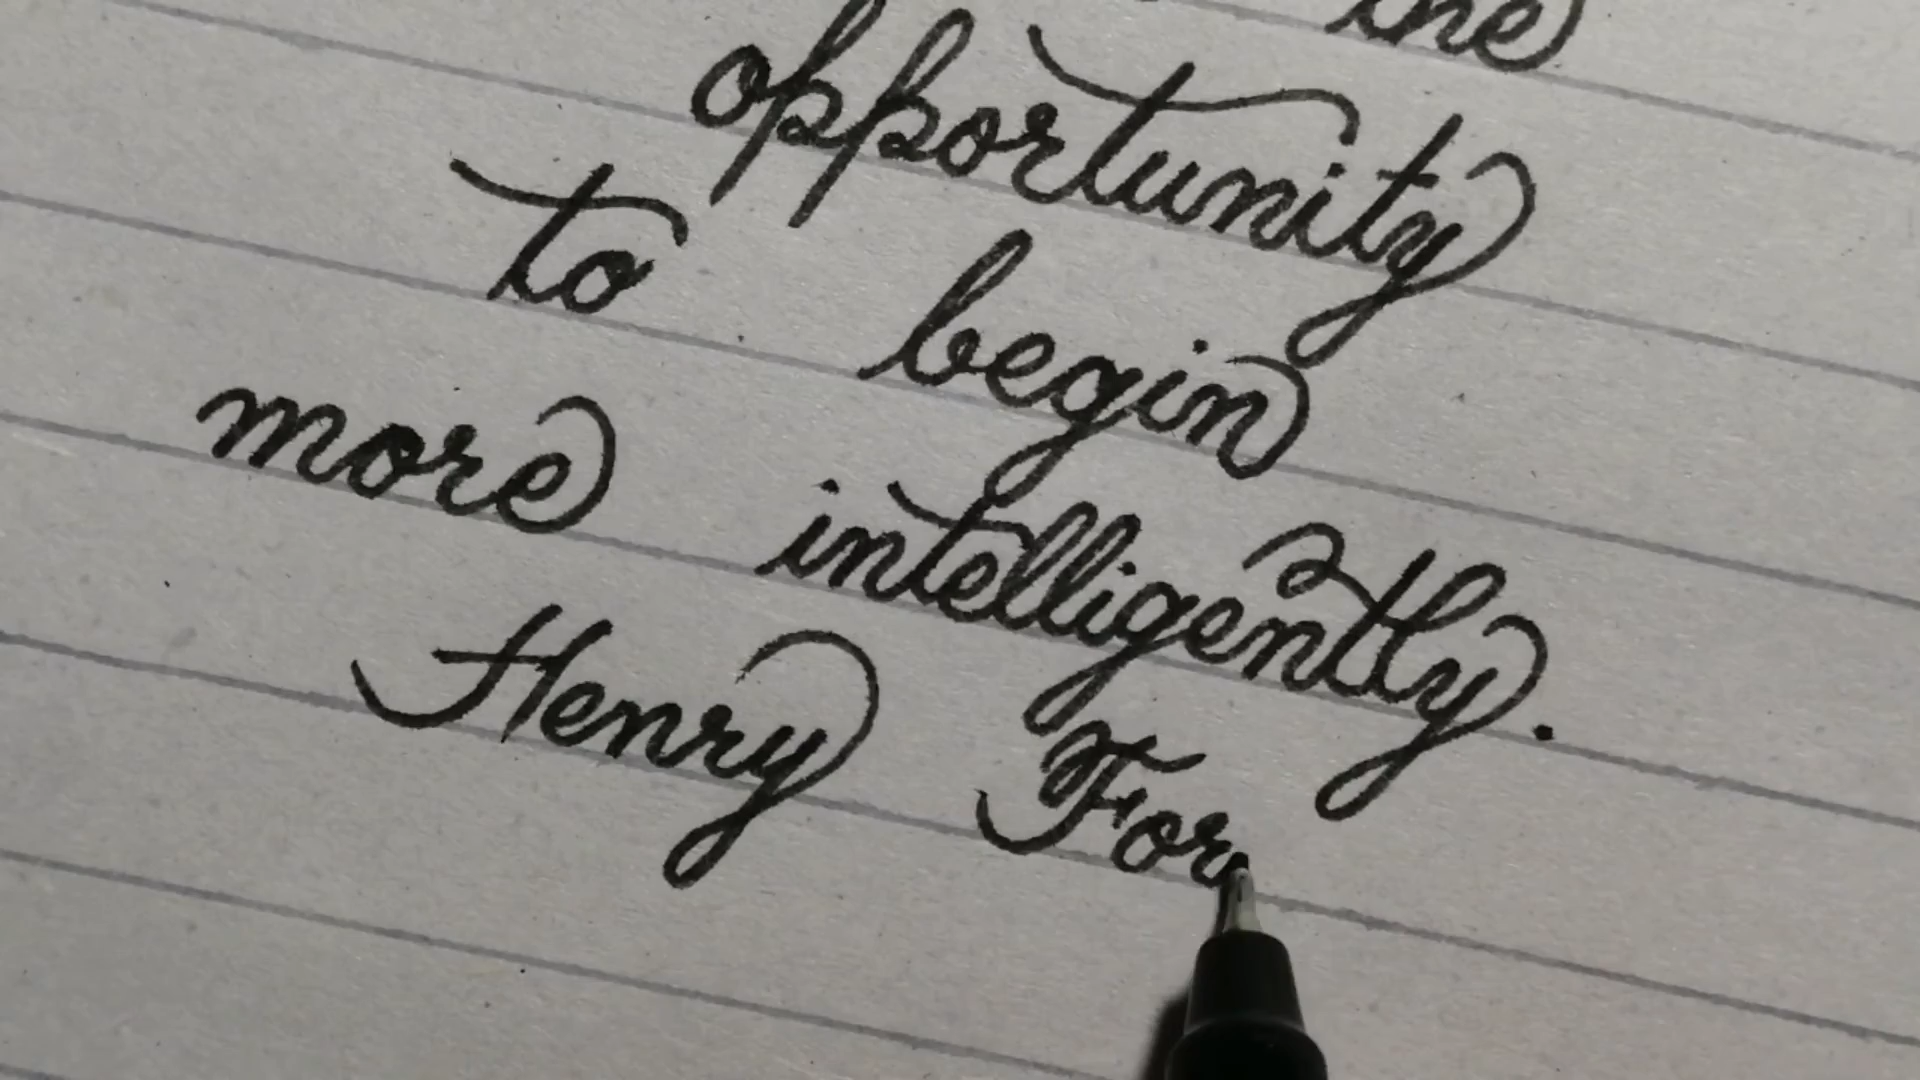 the
opportunity
to begin
more intelligently.
Henry For